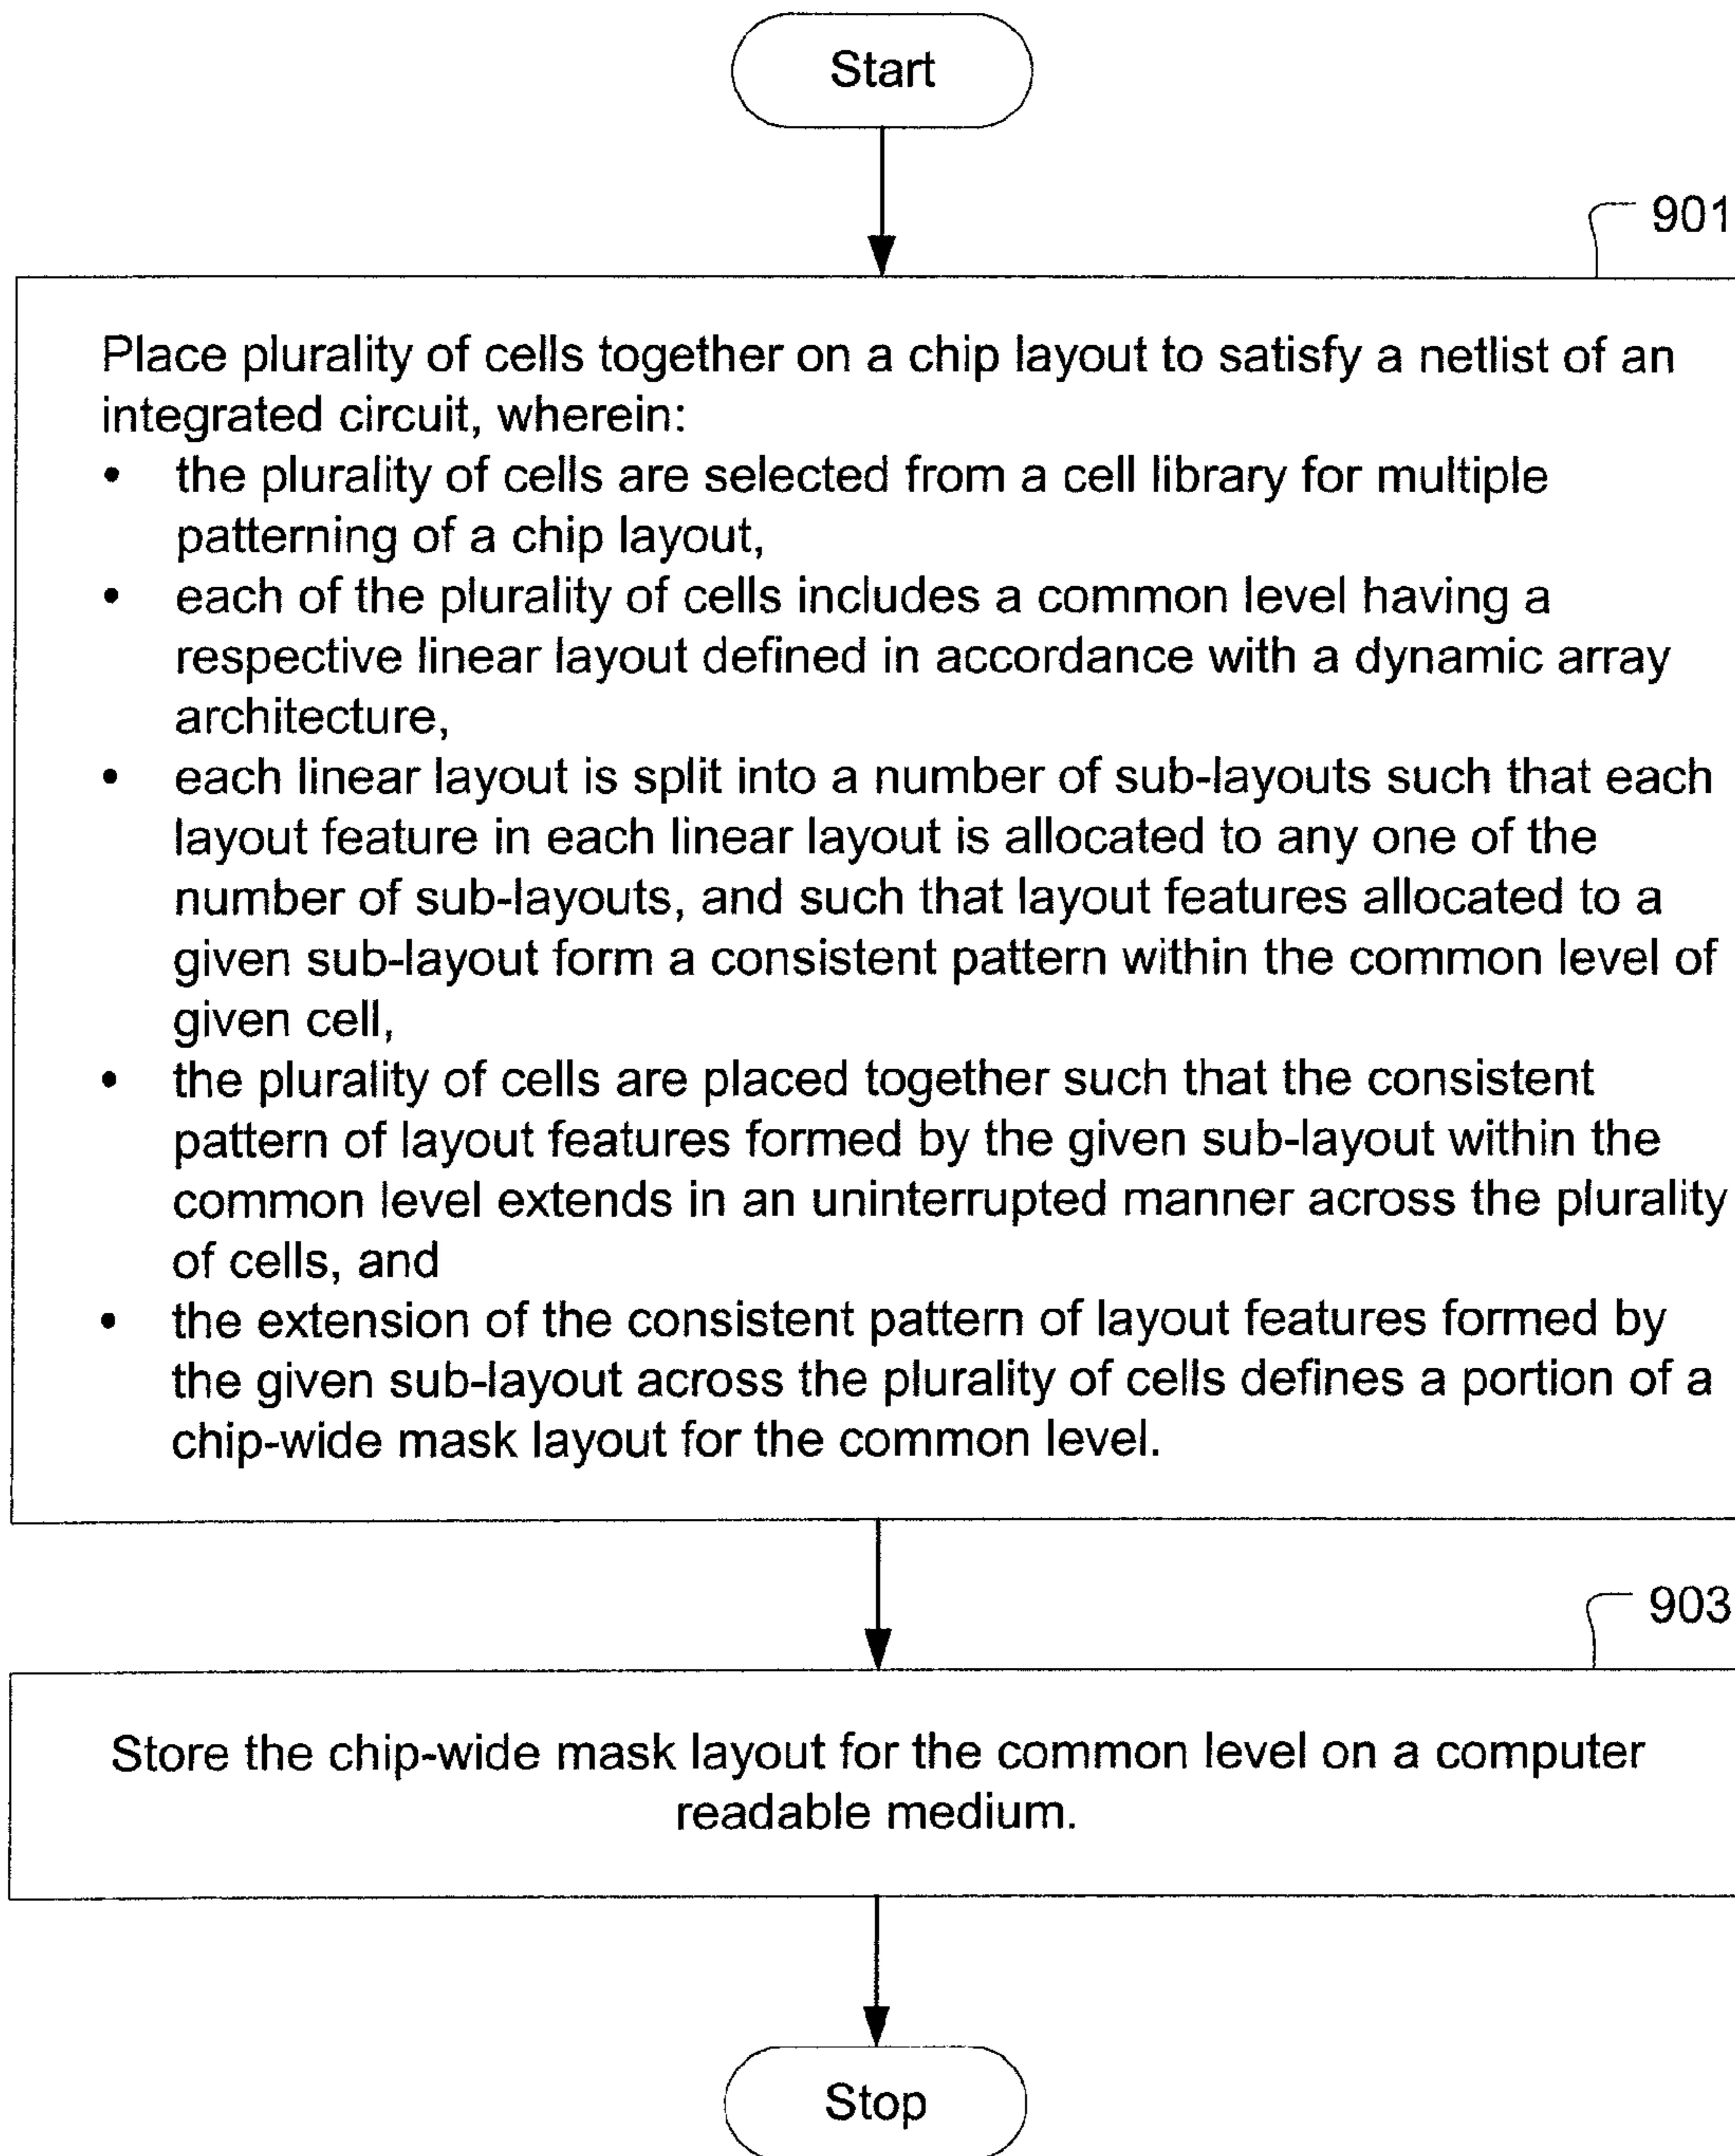 Start
901
Place plurality of cells together on a chip layout to satisfy a netlist of an
integrated circuit, wherein:
• the plurality of cells are selected from a cell library for multiple
patterning of a chip layout,
• each of the plurality of cells includes a common level having a
respective linear layout defined in accordance with a dynamic array
architecture,
• each linear layout is split into a number of sub-layouts such that each
layout feature in each linear layout is allocated to any one of the
number of sub-layouts, and such that layout features allocated to a
given sub-layout form a consistent pattern within the common level of
given cell,
• the plurality of cells are placed together such that the consistent
pattern of layout features formed by the given sub-layout within the
common level extends in an uninterrupted manner across the plurality
of cells, and
• the extension of the consistent pattern of layout features formed by
the given sub-layout across the plurality of cells defines a portion of a
chip-wide mask layout for the common level.
903
Store the chip-wide mask layout for the common level on a computer
readable medium.
Stop